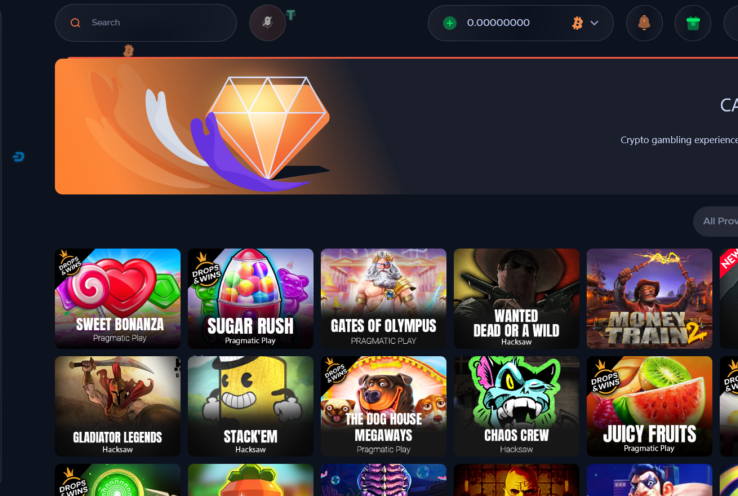 Search
0.00000000
CA
Crypto gambling experience
All Prov
DROPS & WINS
SWEET BONANZA
Pragmatic Play
DROPS & WINS
SUGAR RUSH
Pragmatic Play
GATES OF OLYMPUS
PRAGMATIC PLAY
WANTED
DEAD OR A WILD
Hacksaw
MONEY
TRAIN 2
NEW
GLADIATOR LEGENDS
Hacksaw
STACK'EM
Hacksaw
DROPS & WINS
THE DOG HOUSE
MEGAWAYS
Pragmatic Play
CHAOS CREW
Hacksaw
DROPS & WINS
JUICY FRUITS
Pragmatic Play
DROPS & WINS